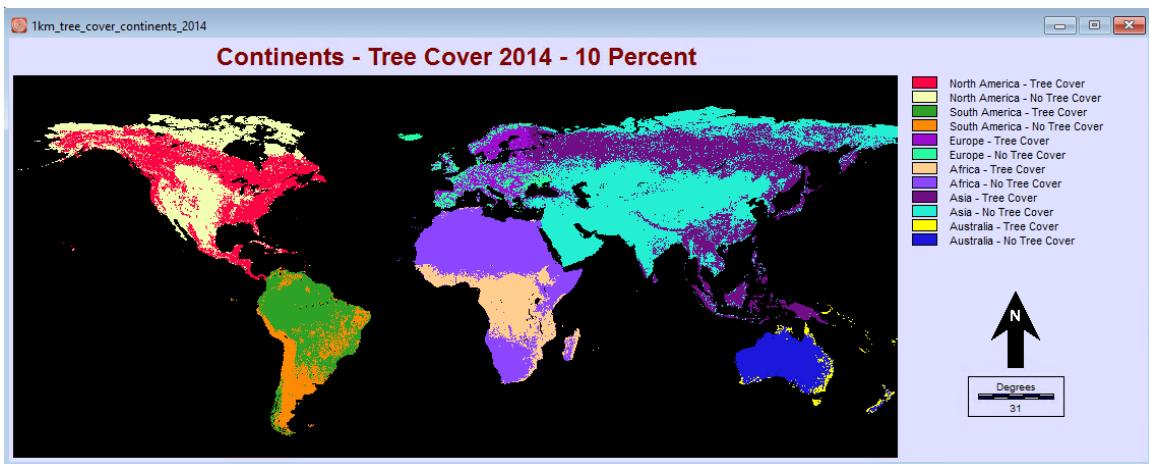 1km_tree_cover_continents_2014
Continents - Tree Cover 2014 - 10 Percent
North America - Tree Cover
North America - No Tree Cover
South America - Tree Cover
South America - No Tree Cover
Europe - Tree Cover
Europe - No Tree Cover
Africa - Tree Cover
Africa - No Tree Cover
Asia - Tree Cover
Asia - No Tree Cover
Australia - Tree Cover
Australia - No Tree Cover
N
Degrees
31